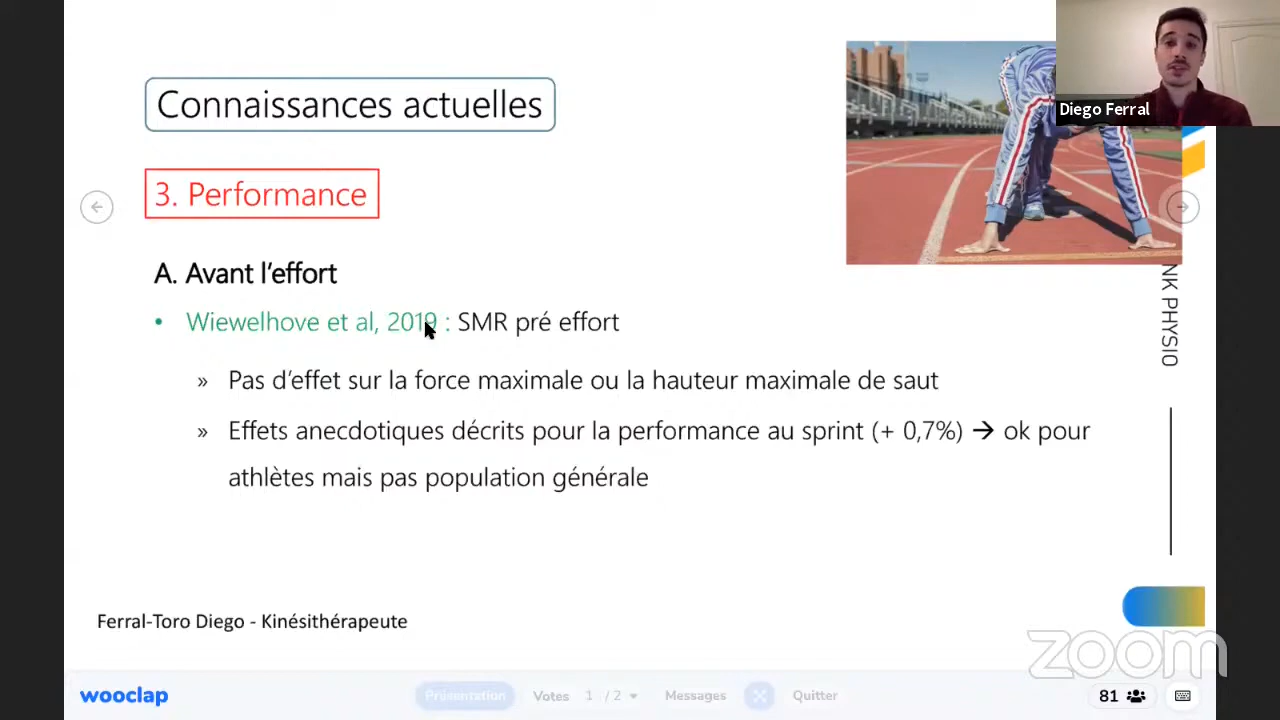 Connaissances actuelles
Diego Ferral
3. Performance
A. Avant l’effort
• Wiewelhove et al, 2019 : SMR pré effort
» Pas d’effet sur la force maximale ou la hauteur maximale de saut
» Effets anecdotiques décrits pour la performance au sprint (+ 0,7%) → ok pour
athlètes mais pas population générale
NK PHYSIO
Ferral-Toro Diego - Kinésithérapeute
zoom
wooclap
Présentation
Votes 1 / 2
Messages
Quitter
81